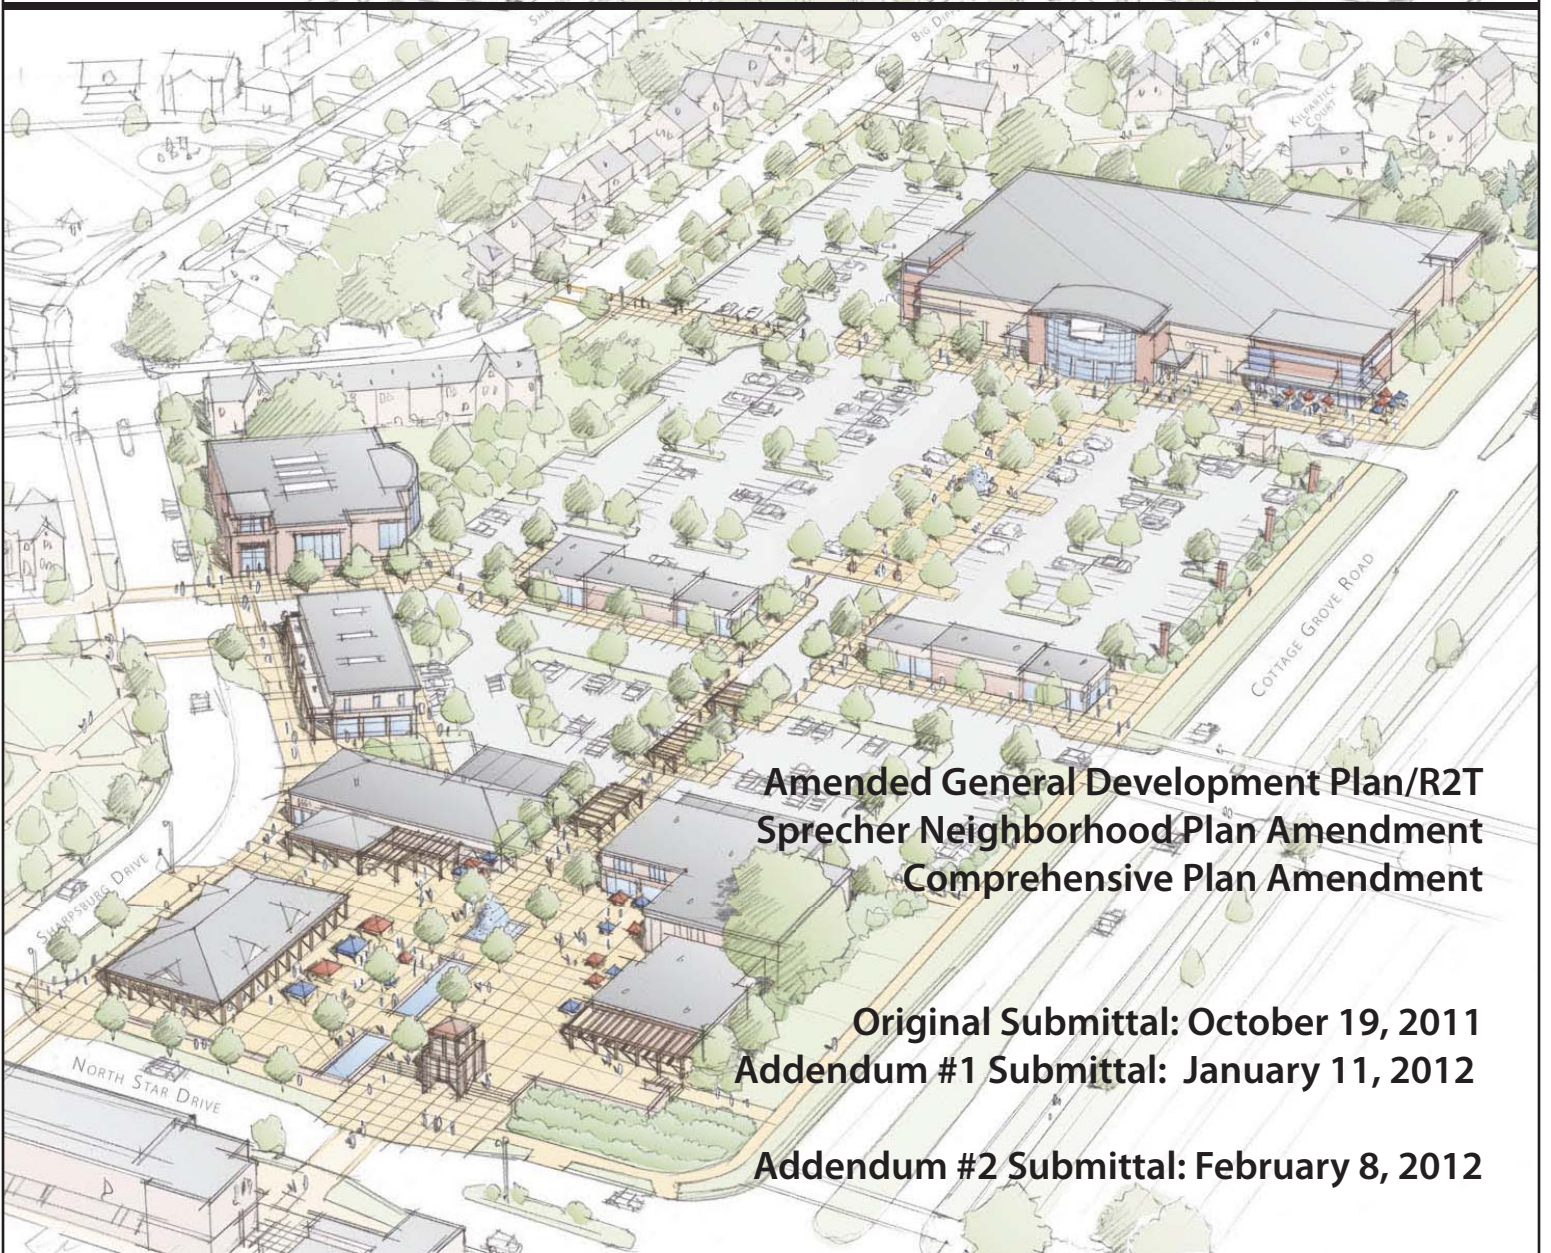 BIG DIP
KILPATRICK
COURT
COTTAGE GROVE ROAD
Amended General Development Plan/R2T
Sprecher Neighborhood Plan Amendment
Comprehensive Plan Amendment
SHARPSBURG DRIVE
Original Submittal: October 19, 2011
Addendum #1 Submittal: January 11, 2012
NORTH STAR DRIVE
Addendum #2 Submittal: February 8, 2012